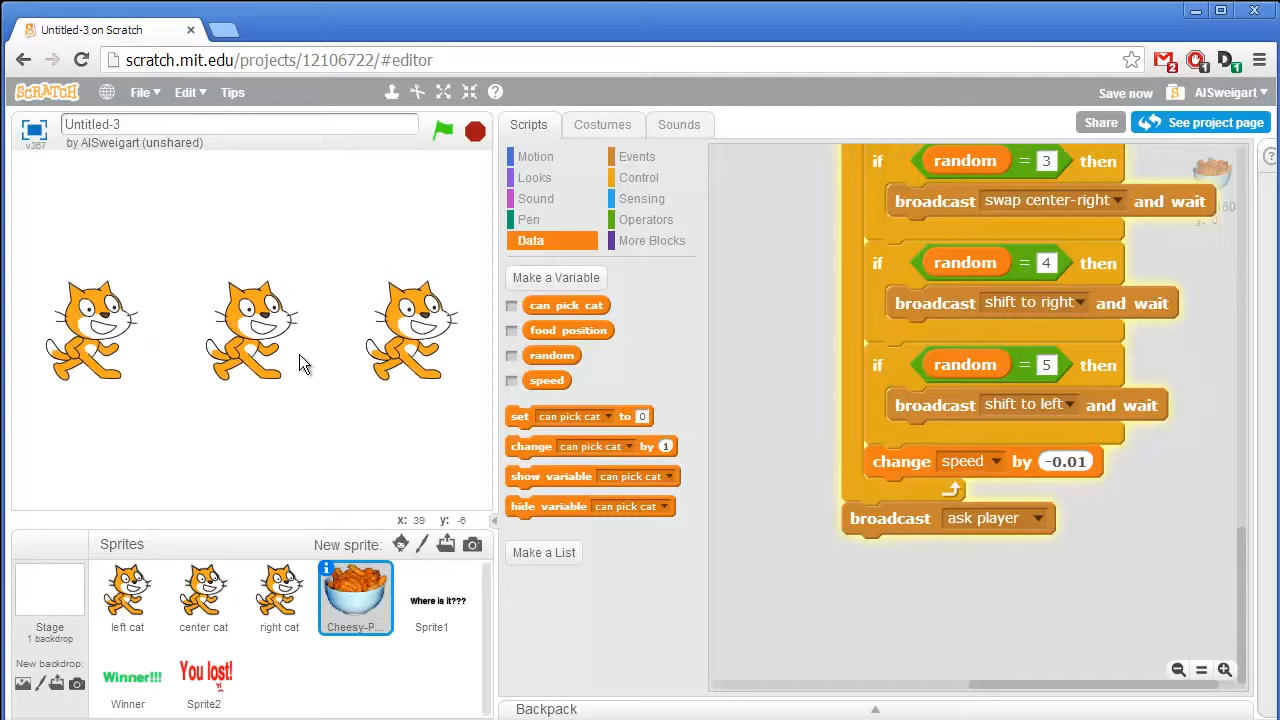 Untitled-3 on Scratch
scratch.mit.edu/projects/12106722/#editor
2 1 1
SCRATCH File Edit Tips Save now AlSweigart
Untitled-3
by AlSweigart (unshared)
v367
Scripts Costumes Sounds
Share See project page
Motion Events
Looks Control
Sound Sensing
Pen Operators
Data More Blocks
Make a Variable
can pick cat
food position
random
speed
set can pick cat to 0
change can pick cat by 1
show variable can pick cat
hide variable can pick cat
Make a List
if random = 3 then
broadcast swap center-right and wait
if random = 4 then
broadcast shift to right and wait
if random = 5 then
broadcast shift to left and wait
change speed by -0.01
broadcast ask player
x: 39 y: -6
Sprites New sprite:
Stage
1 backdrop
New backdrop:
left cat
center cat
right cat
Cheesy-P...
Where is it???
Sprite1
Winner!!!
Winner
You lost!
Sprite2
Backpack